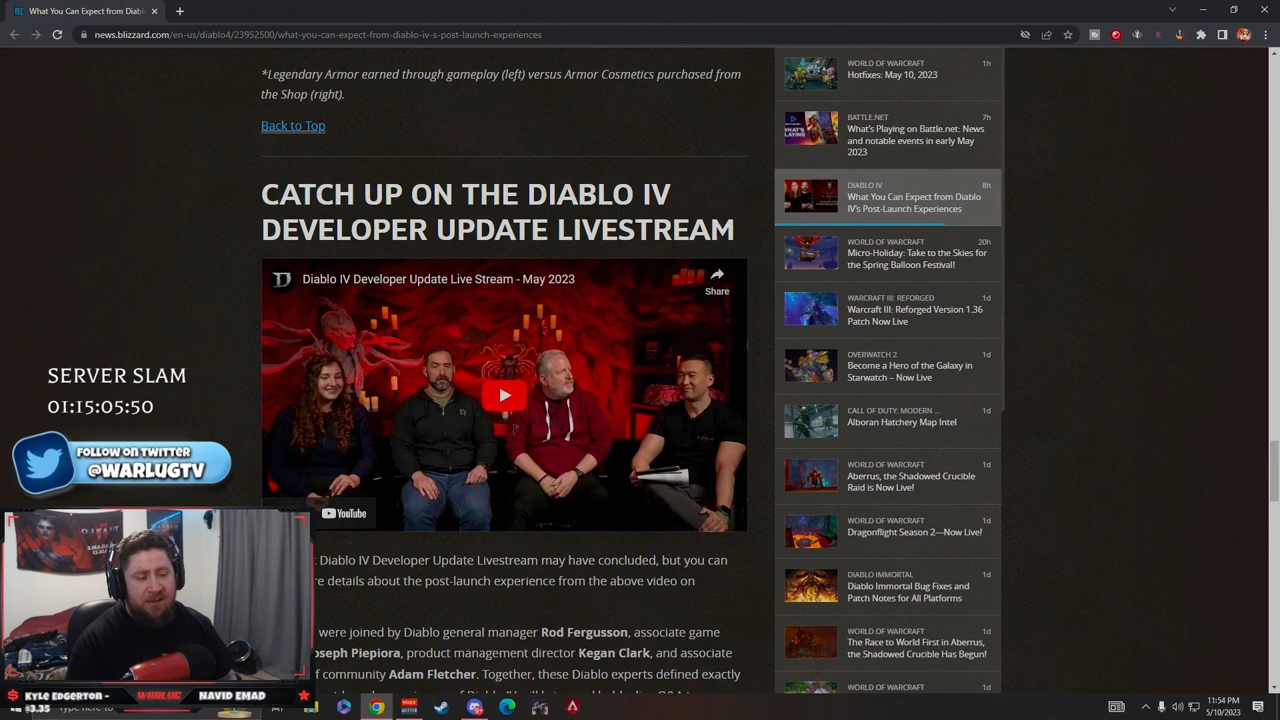 What You Can Expect from Diablo
news.blizzard.com/en-us/diablo4/23952500/what-you-can-expect-from-diablo-ivs-post-launch-experiences
*Legendary Armor earned through gameplay (left) versus Armor Cosmetics purchased from
the Shop (right).
Back to Top
CATCH UP ON THE DIABLO IV
DEVELOPER UPDATE LIVESTREAM
Diablo IV Developer Update Live Stream - May 2023
Share
YouTube
Diablo IV Developer Update Livestream may have concluded, but you can
details about the post-launch experience from the above video on
were joined by Diablo general manager Rod Fergusson, associate game
Joseph Piepiora, product management director Kegan Clark, and associate
community Adam Fletcher. Together, these Diablo experts defined exactly
SERVER SLAM
01:15:05:50
FOLLOW ON TWITTER
@WARLUGTV
KYLE EDGERTON -
$3.35
WARLUG
NAVID EMAD
WORLD OF WARCRAFT 1h
Hotfixes: May 10, 2023
BATTLE.NET 7h
What's Playing on Battle.net: News
and notable events in early May
2023
DIABLO IV 8h
What You Can Expect from Diablo
IV's Post-Launch Experiences
WORLD OF WARCRAFT 20h
Micro-Holiday: Take to the Skies for
the Spring Balloon Festival!
WARCRAFT III: REFORGED 1d
Warcraft III: Reforged Version 1.36
Patch Now Live
OVERWATCH 2 1d
Become a Hero of the Galaxy in
Starwatch – Now Live
CALL OF DUTY: MODERN ... 1d
Alboran Hatchery Map Intel
WORLD OF WARCRAFT 1d
Aberrus, the Shadowed Crucible
Raid is Now Live!
WORLD OF WARCRAFT 1d
Dragonflight Season 2—Now Live!
DIABLO IMMORTAL 1d
Diablo Immortal Bug Fixes and
Patch Notes for All Platforms
WORLD OF WARCRAFT 1d
The Race to World First in Aberrus,
the Shadowed Crucible Has Begun!
WORLD OF WARCRAFT 1d
11:54 PM
5/10/2023